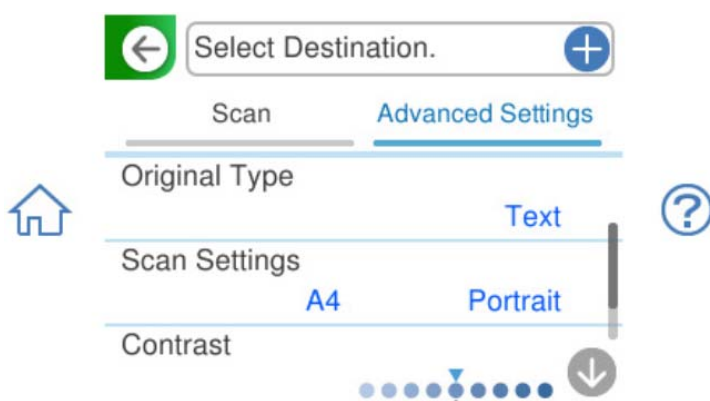 Select Destination.
Scan Advanced Settings
Original Type
Text
Scan Settings
A4 Portrait
Contrast